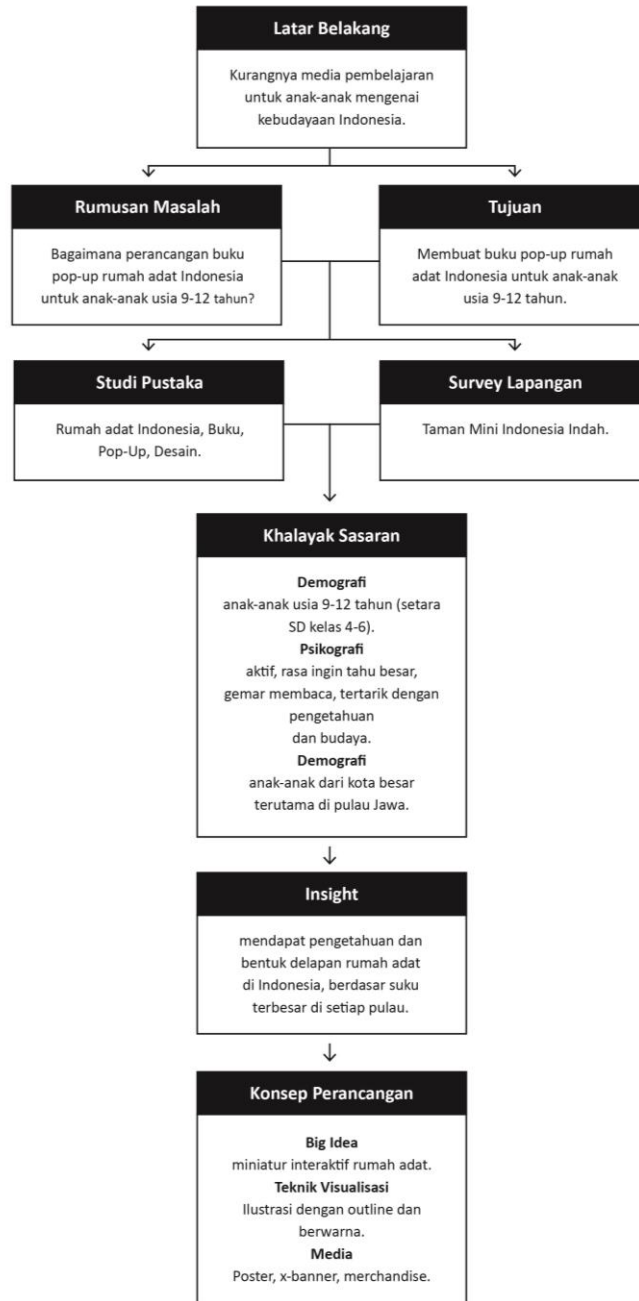 Latar Belakang
Kurangnya media pembelajaran
untuk anak-anak mengenai
kebudayaan Indonesia.
Rumusan Masalah
Bagaimana perancangan buku
pop-up rumah adat Indonesia
untuk anak-anak usia 9-12 tahun?
Tujuan
Membuat buku pop-up rumah
adat Indonesia untuk anak-anak
usia 9-12 tahun.
Studi Pustaka
Rumah adat Indonesia, Buku,
Pop-Up, Desain.
Survey Lapangan
Taman Mini Indonesia Indah.
Khalayak Sasaran
Demografi
anak-anak usia 9-12 tahun (setara
SD kelas 4-6).
Psikografi
aktif, rasa ingin tahu besar,
gemar membaca, tertarik dengan
pengetahuan
dan budaya.
Demografi
anak-anak dari kota besar
terutama di pulau Jawa.
Insight
mendapat pengetahuan dan
bentuk delapan rumah adat
di Indonesia, berdasar suku
terbesar di setiap pulau.
Konsep Perancangan
Big Idea
miniatur interaktif rumah adat.
Teknik Visualisasi
Ilustrasi dengan outline dan
berwarna.
Media
Poster, x-banner, merchandise.